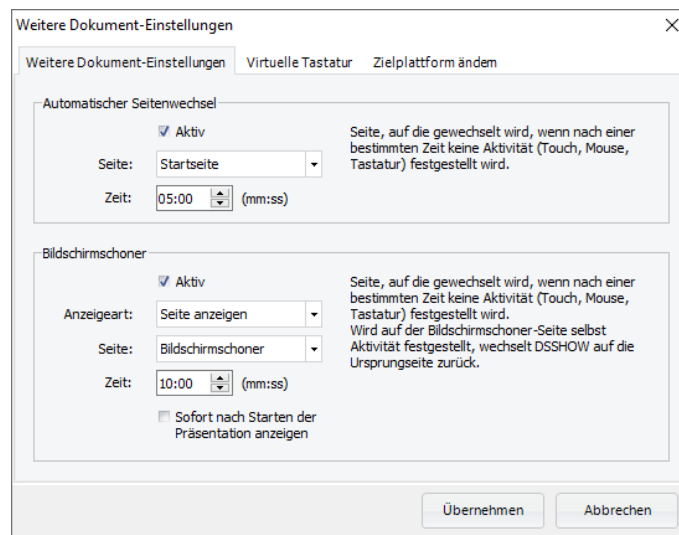 Weitere Dokument-Einstellungen
Weitere Dokument-Einstellungen Virtuelle Tastatur Zielplattform ändern
Automatischer Seitenwechsel
Aktiv
Seite: Startseite
Zeit: 05:00 (mm:ss)
Seite, auf die gewechselt wird, wenn nach einer
bestimmten Zeit keine Aktivität (Touch, Mouse,
Tastatur) festgestellt wird.
Bildschirmschoner
Aktiv
Anzeigeart: Seite anzeigen
Seite: Bildschirmschoner
Zeit: 10:00 (mm:ss)
Sofort nach Starten der
Präsentation anzeigen
Seite, auf die gewechselt wird, wenn nach einer
bestimmten Zeit keine Aktivität (Touch, Mouse,
Tastatur) festgestellt wird.
Wird auf der Bildschirmschoner-Seite selbst
Aktivität festgestellt, wechselt DSSHOW auf die
Ursprungseite zurück.
Übernehmen Abbrechen